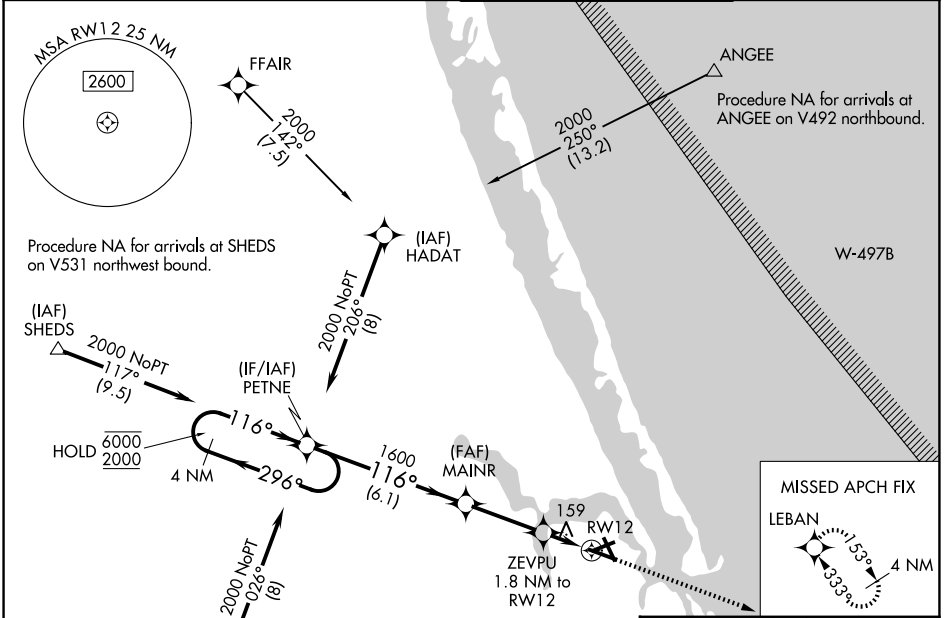 MSA RW12 25 NM
2600
FFAIR
2000
142°
(7.5)
ANGEE
Procedure NA for arrivals at
ANGEE on V492 northbound.
2000
250°
(13.2)
(IAF)
HADAT
W-497B
Procedure NA for arrivals at SHEDS
on V531 northwest bound.
2000 NoPT
206°
(8)
(IAF)
SHEDS
2000 NoPT
117°
(9.5)
(IF/IAF)
PETNE
HOLD
6000
2000
116°
4 NM
296°
1600
116°
(6.1)
(FAF)
MAINR
159
RW12
ZEVPU
1.8 NM to
RW12
2000 NoPT
026°
(8)
MISSED APCH FIX
LEBAN
153°
333°
4 NM